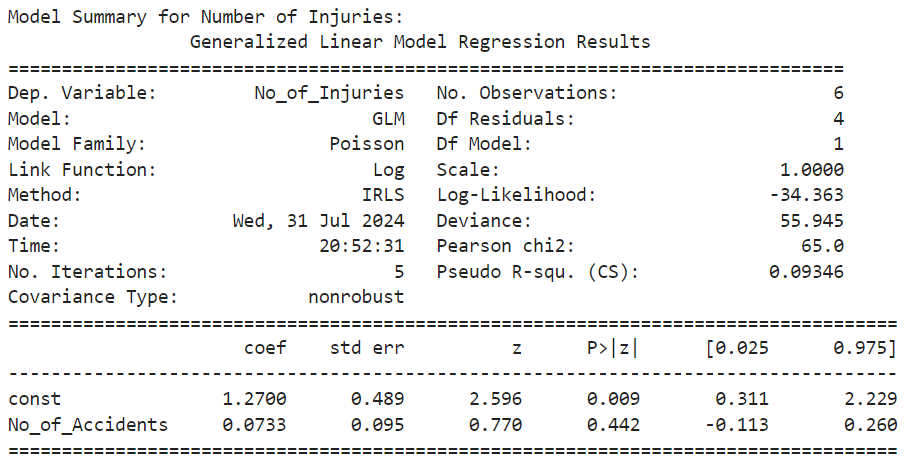 Model Summary for Number of Injuries:
Generalized Linear Model Regression Results
==============================================================================
Dep. Variable: No_of_Injuries No. Observations: 6
Model: GLM Df Residuals: 4
Model Family: Poisson Df Model: 1
Link Function: Log Scale: 1.0000
Method: IRLS Log-Likelihood: -34.363
Date: Wed, 31 Jul 2024 Deviance: 55.945
Time: 20:52:31 Pearson chi2: 65.0
No. Iterations: 5 Pseudo R-squ. (CS): 0.09346
Covariance Type: nonrobust
===================================================================================
coef std err z P>|z| [0.025 0.975]
-----------------------------------------------------------------------------------
const 1.2700 0.489 2.596 0.009 0.311 2.229
No_of_Accidents 0.0733 0.095 0.770 0.442 -0.113 0.260
===================================================================================